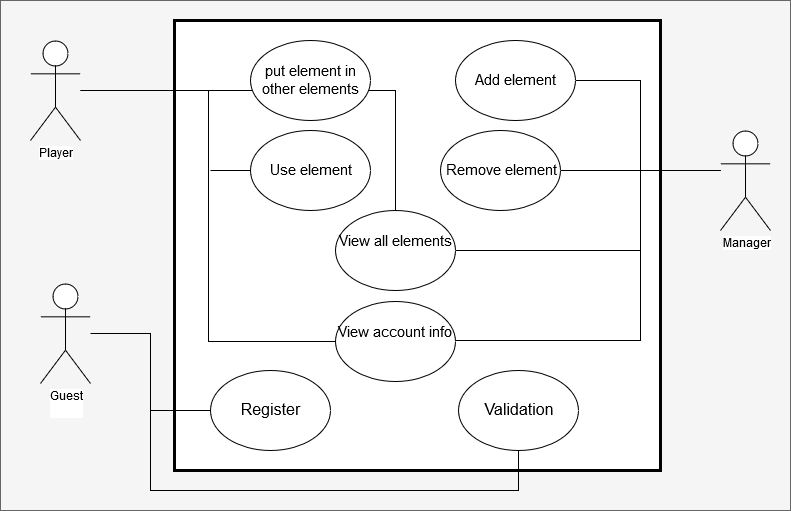 put element in
other elements
Add element
Player
Use element
Remove element
View all elements
Manager
View account info
Guest
Register
Validation